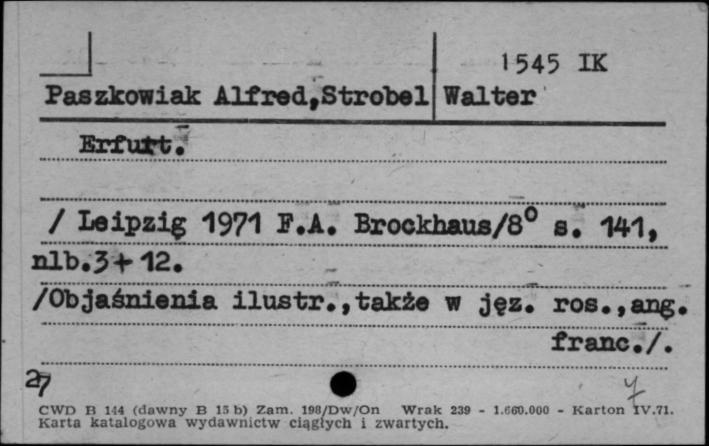 1545 IK
Paszkowiak Alfred,Strobel Walter
Erfurt.
/ Leipzig 1971 F.A. Brockhaus/8° s. 141,
nlb.3+12.
/Objaśnienia ilustr.,także w jęz. ros.,ang.
franc./.
27
CWD B 144 (dawny B 15 b) Zam. 198/Dw/On Wrak 239 - 1.660.000 - Karton IV.71.
Karta katalogowa wydawnictw ciągłych i zwartych.